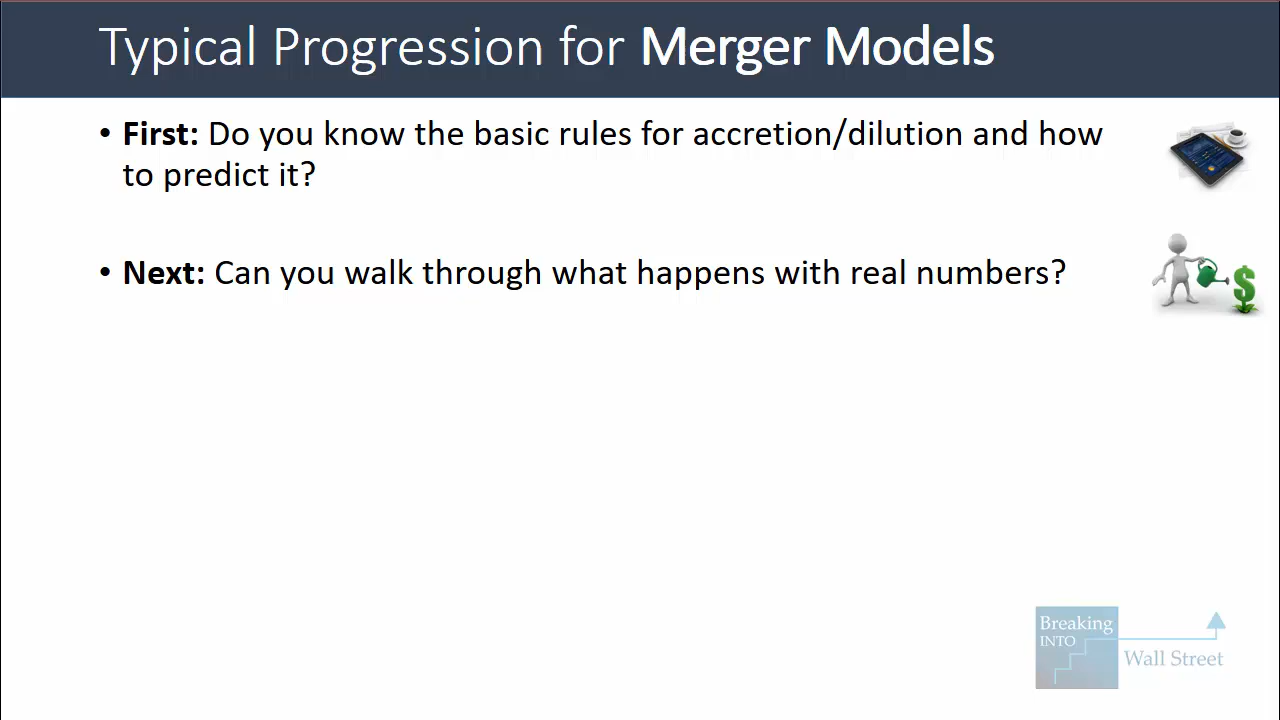 Typical Progression for Merger Models
• First: Do you know the basic rules for accretion/dilution and how
to predict it?
• Next: Can you walk through what happens with real numbers?
Breaking
INTO
Wall Street